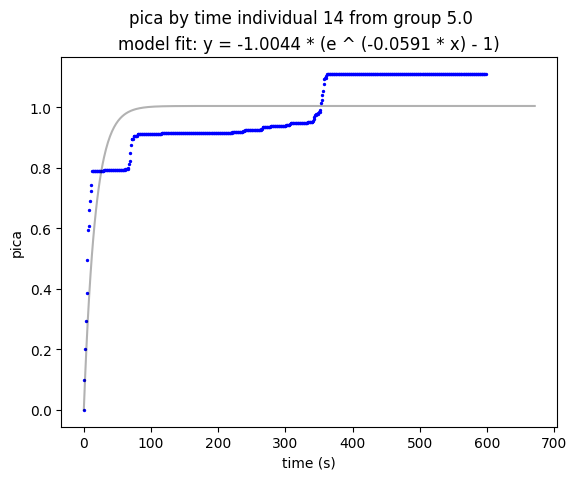 pica by time individual 14 from group 5.0
model fit: y = -1.0044 * (e ^ (-0.0591 * x) - 1)
1.0
0.8
0.6
0.4
0.2
0.0
pica
0 100 200 300 400 500 600 700
time (s)